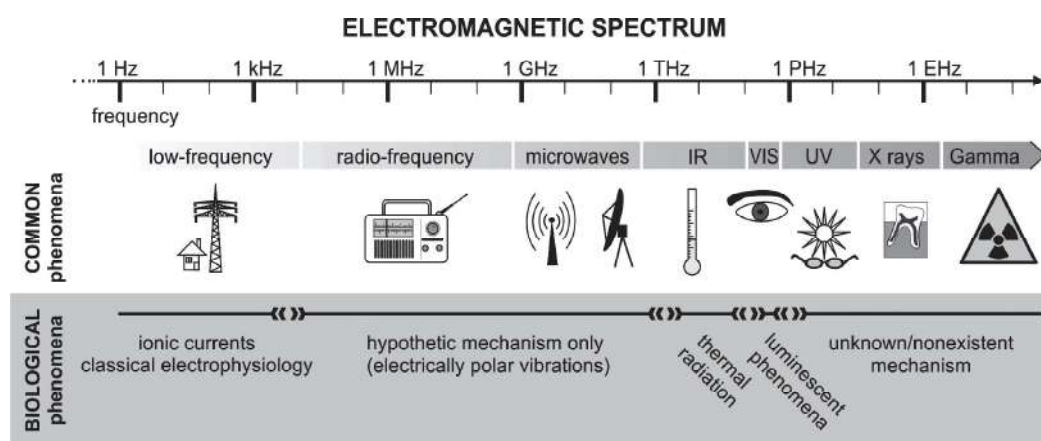 ELECTROMAGNETIC SPECTRUM
1 Hz 1 kHz 1 MHz 1 GHz 1 THz 1 PHz 1 EHz
frequency
low-frequency radio-frequency microwaves IR VIS UV X rays Gamma
COMMON
phenomena
BIOLOGICAL
phenomena
ionic currents
classical electrophysiology
hypothetic mechanism only
(electrically polar vibrations)
thermal
radiation
luminescent
phenomena
unknown/nonexistent
mechanism